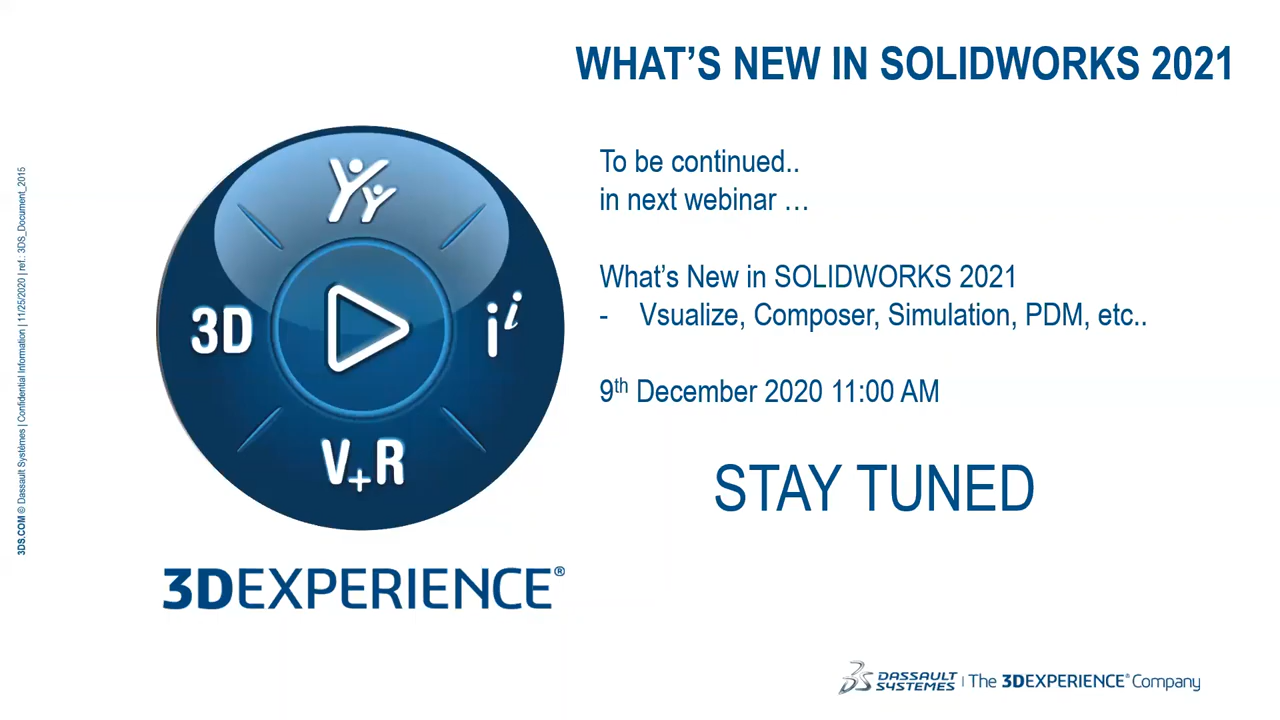 WHAT'S NEW IN SOLIDWORKS 2021
To be continued..
in next webinar …
What's New in SOLIDWORKS 2021
- Vsualize, Composer, Simulation, PDM, etc..
9th December 2020 11:00 AM
STAY TUNED
3D
i i
V+R
3DEXPERIENCE®
3DS.COM © Dassault Systèmes | Confidential Information | 11/25/2020 | ref.: 3DS_Document_2015
DASSAULT SYSTEMES | The 3DEXPERIENCE® Company